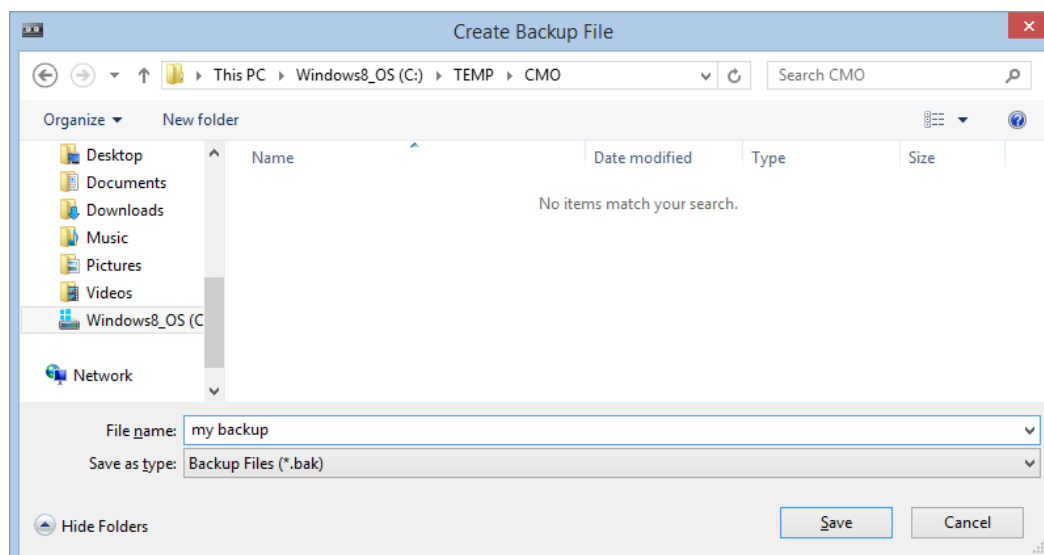 Create Backup File
This PC Windows8_OS (C:) TEMP CMO Search CMO
Organize New folder
Name Date modified Type Size
No items match your search.
Desktop
Documents
Downloads
Music
Pictures
Videos
Windows8_OS (C
Network
File name: my backup
Save as type: Backup Files (*.bak)
Hide Folders Save Cancel